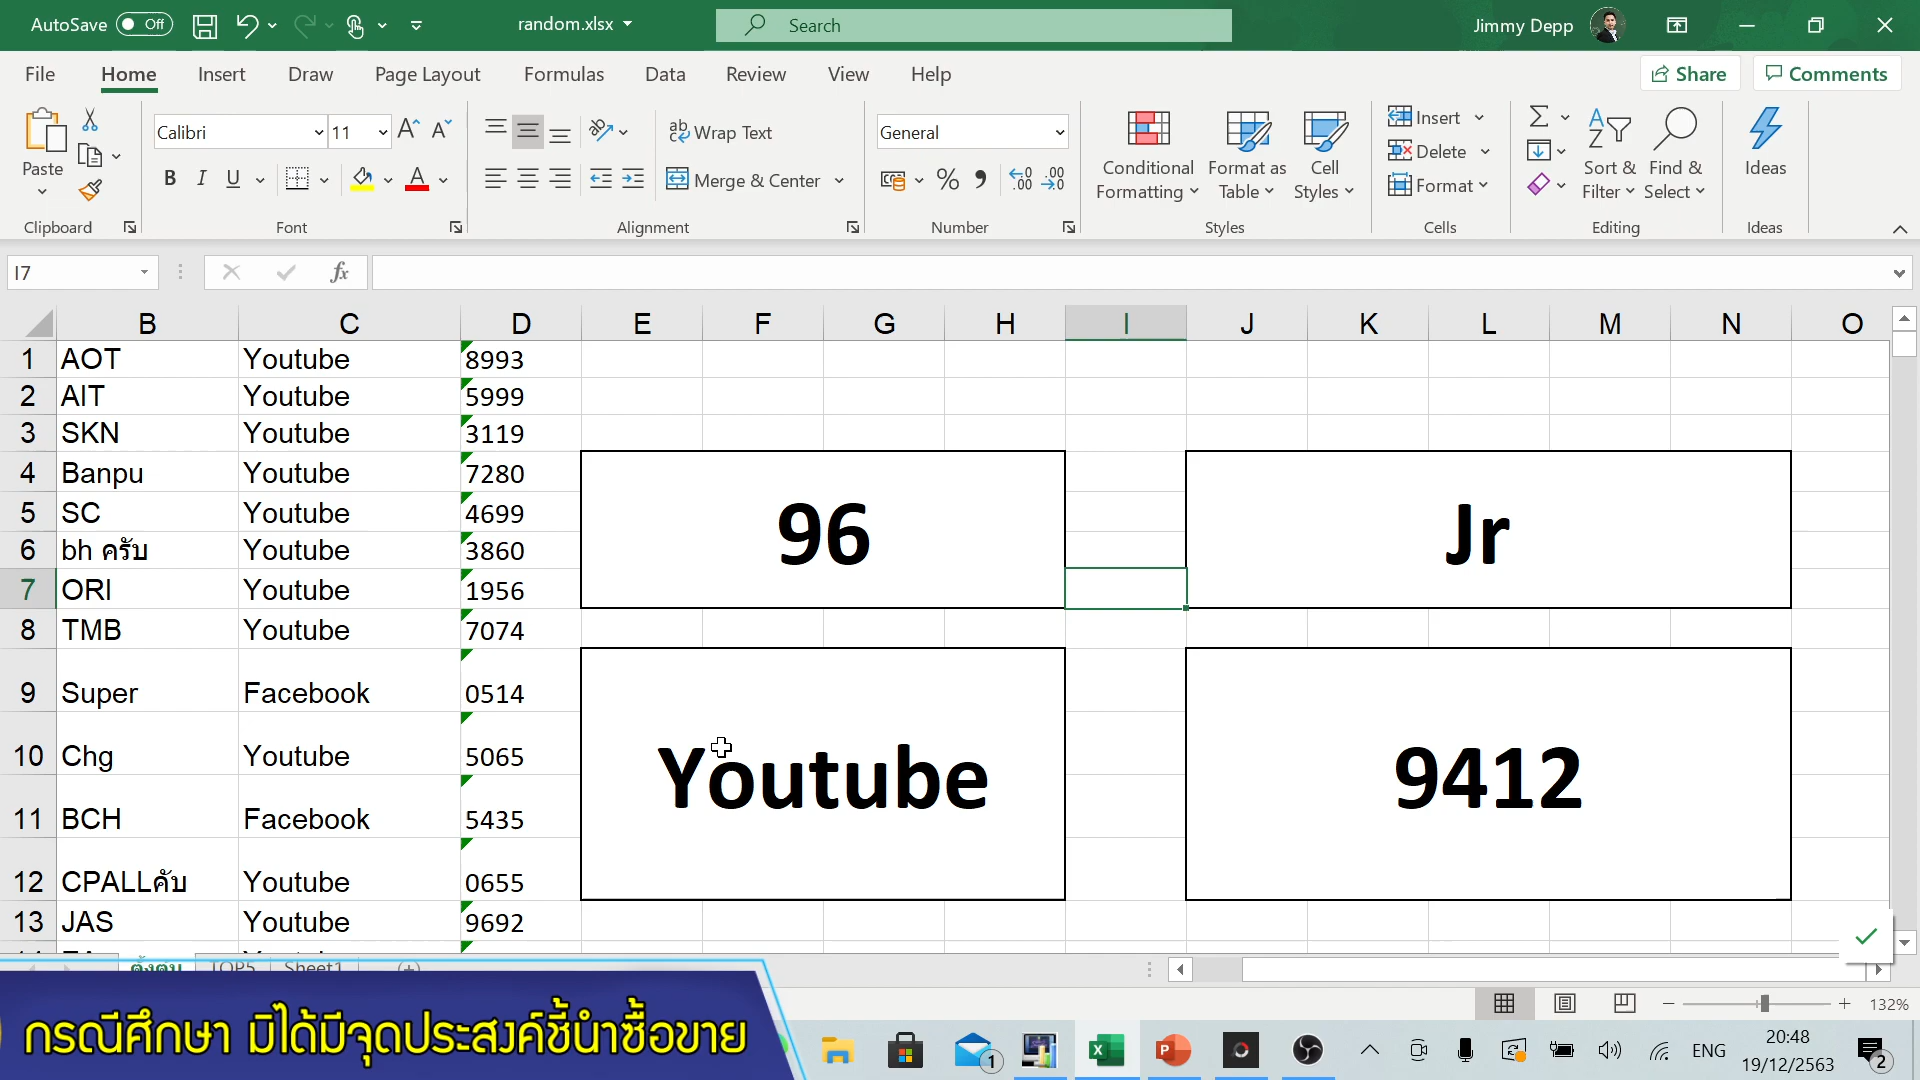 AutoSave Off random.xlsx Search Jimmy Depp
File Home Insert Draw Page Layout Formulas Data Review View Help Share Comments
Calibri 11 Wrap Text General Insert
Paste Conditional Format as Cell Delete Sort & Find & Ideas
B I U Merge & Center Formatting Table Styles Format Filter Select
Clipboard Font Alignment Number Styles Cells Editing Ideas
I7 fx
B C D E F G H I J K L M N O
1 AOT Youtube 8993
2 AIT Youtube 5999
3 SKN Youtube 3119
4 Banpu Youtube 7280
5 SC Youtube 4699
96 Jr
6 bh ครับ Youtube 3860
7 ORI Youtube 1956
8 TMB Youtube 7074
9 Super Facebook 0514
10 Chg Youtube 5065
Youtube 9412
11 BCH Facebook 5435
12 CPALLคับ Youtube 0655
13 JAS Youtube 9692
TOP5 Sheet1
132%
กรณีศึกษา มิได้มีจุดประสงค์ชี้นำซื้อขาย
1 ENG 20:48
19/12/2563 2